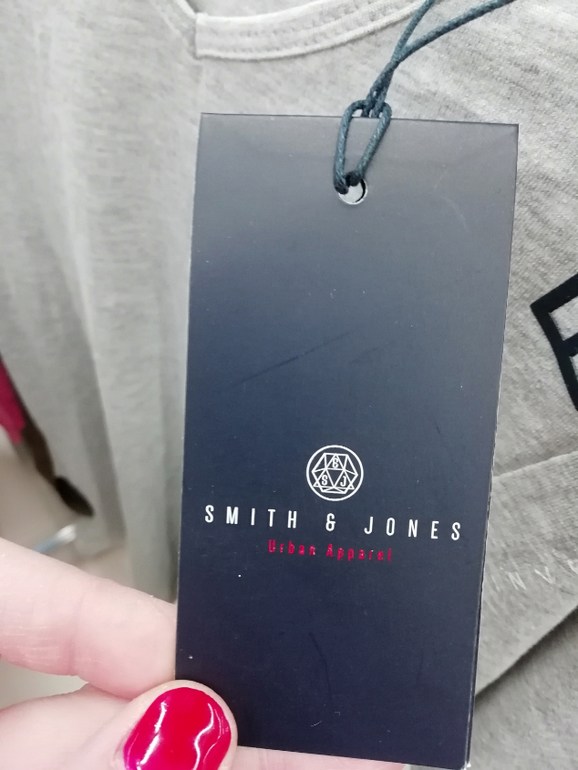 &
S J
SMITH & JONES
Urban Apparel